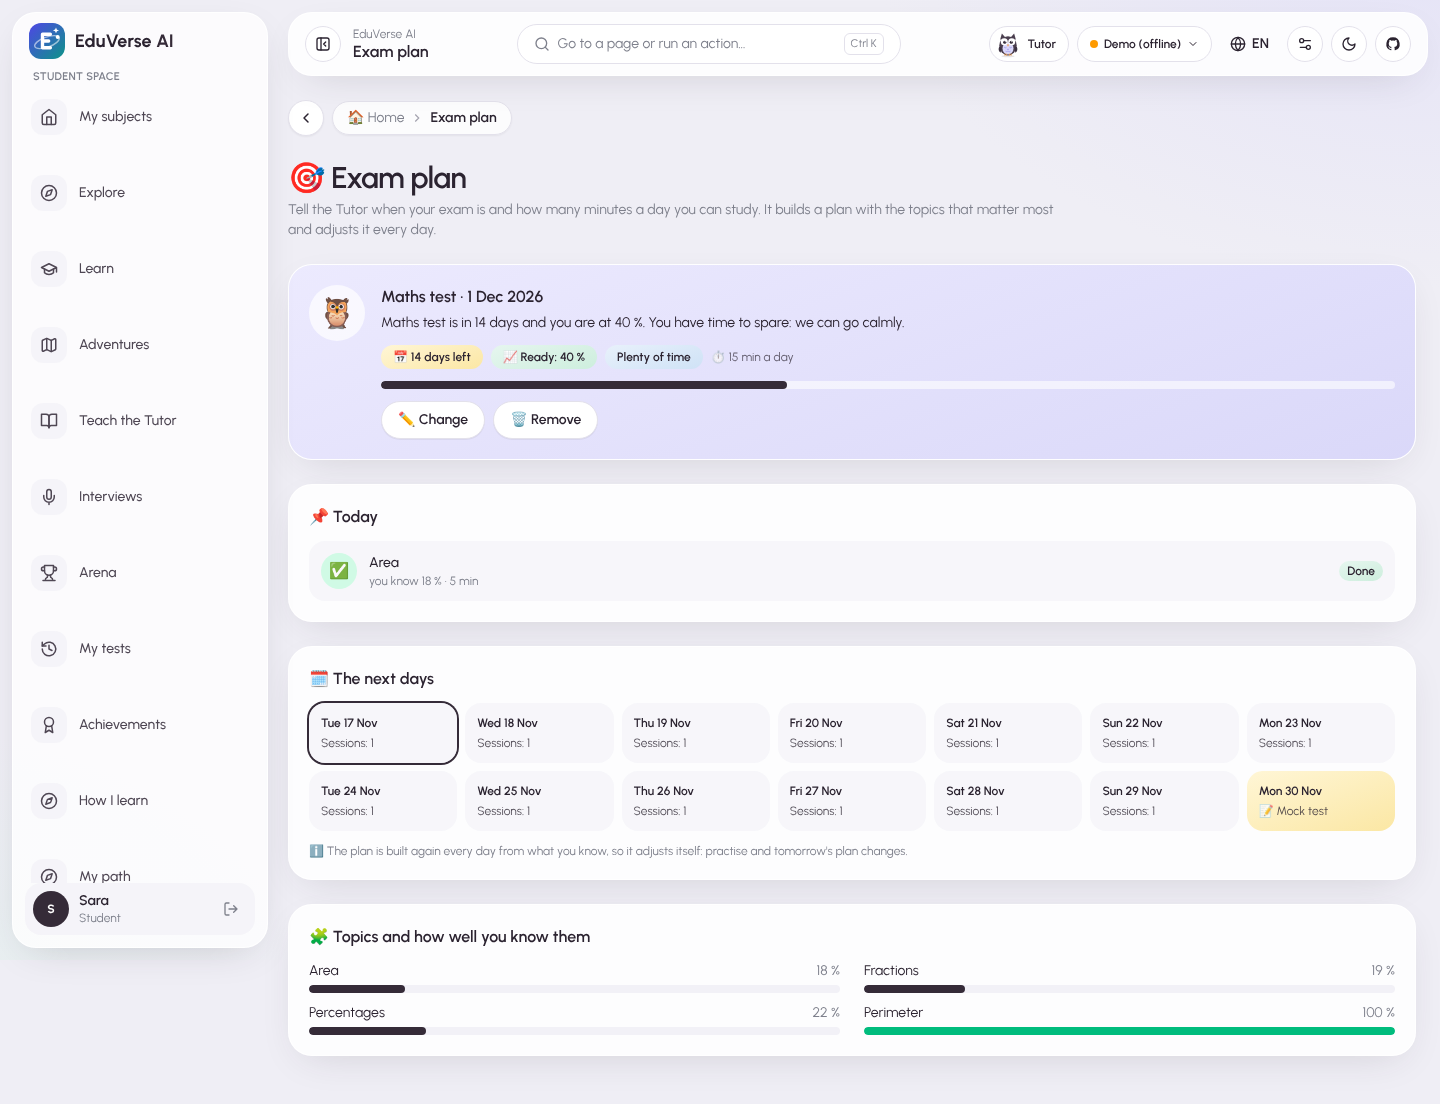 EduVerse AI
STUDENT SPACE
My subjects
Explore
Learn
Adventures
Teach the Tutor
Interviews
Arena
My tests
Achievements
How I learn
My path
S
Sara
Student
EduVerse AI
Exam plan
Go to a page or run an action...
Ctrl K
Tutor
Demo (offline)
EN
Home
Exam plan
Exam plan
Tell the Tutor when your exam is and how many minutes a day you can study. It builds a plan with the topics that matter most
and adjusts it every day.
Maths test · 1 Dec 2026
Maths test is in 14 days and you are at 40 %. You have time to spare: we can go calmly.
14 days left
Ready: 40 %
Plenty of time
15 min a day
Change
Remove
Today
Area
you know 18 % · 5 min
Done
The next days
Tue 17 Nov
Sessions: 1
Wed 18 Nov
Sessions: 1
Thu 19 Nov
Sessions: 1
Fri 20 Nov
Sessions: 1
Sat 21 Nov
Sessions: 1
Sun 22 Nov
Sessions: 1
Mon 23 Nov
Sessions: 1
Tue 24 Nov
Sessions: 1
Wed 25 Nov
Sessions: 1
Thu 26 Nov
Sessions: 1
Fri 27 Nov
Sessions: 1
Sat 28 Nov
Sessions: 1
Sun 29 Nov
Sessions: 1
Mon 30 Nov
Mock test
The plan is built again every day from what you know, so it adjusts itself: practise and tomorrow's plan changes.
Topics and how well you know them
Area
18 %
Fractions
19 %
Percentages
22 %
Perimeter
100 %